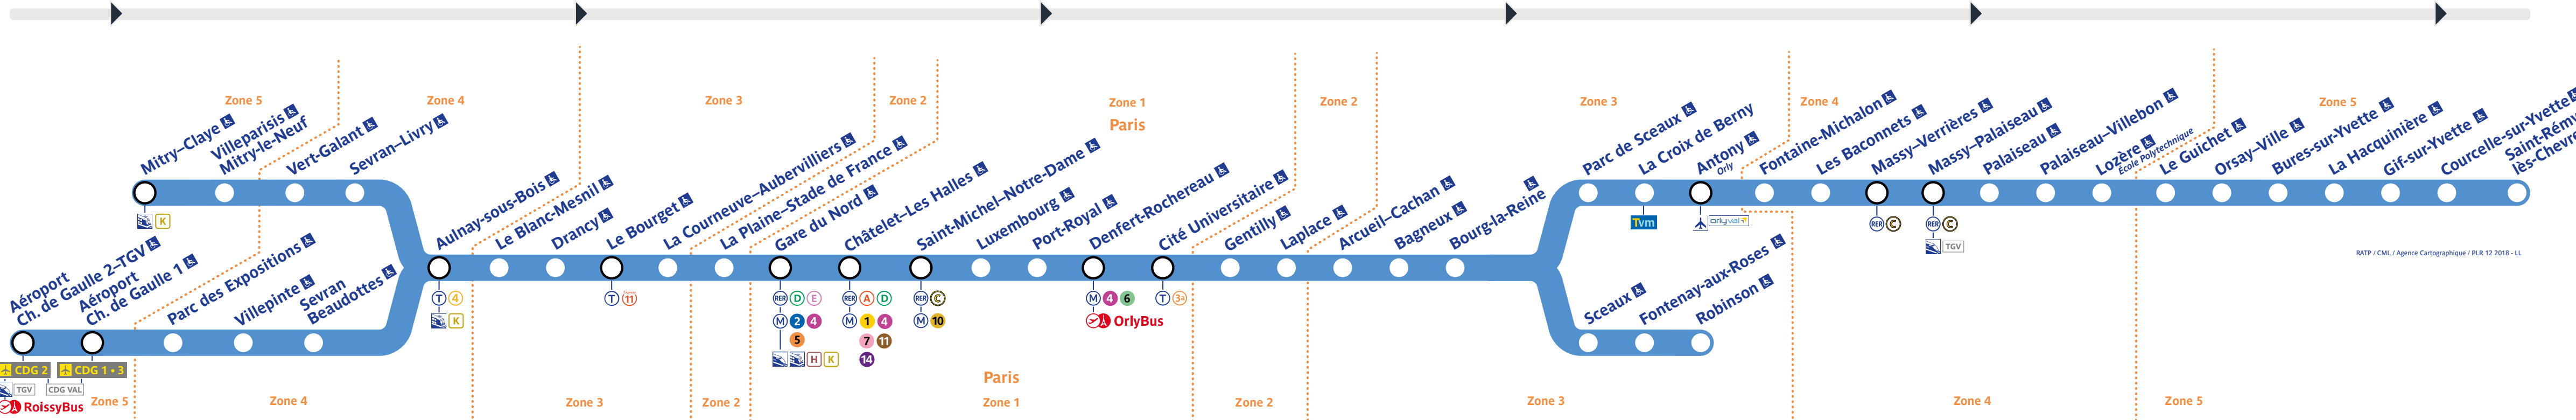 Zone 5
Zone 4
Zone 3
Zone 2
Zone 1
Paris
Zone 2
Zone 3
Zone 4
Zone 5
Mitry–Claye
Villeparisis
Mitry-le-Neuf
Vert-Galant
Sevran–Livry
K
Aéroport
Ch. de Gaulle 2–TGV
Aéroport
Ch. de Gaulle 1
Parc des Expositions
Villepinte
Sevran
Beaudottes
CDG 2
CDG 1 • 3
TGV
CDG VAL
RoissyBus
Aulnay-sous-Bois
T 4
K
Le Blanc-Mesnil
Drancy
Le Bourget
T 11
La Courneuve–Aubervilliers
La Plaine–Stade de France
Gare du Nord
RER D E
M 2 4
5
H K
Châtelet–Les Halles
RER A D
M 1 4
7 11
14
Saint-Michel–Notre-Dame
RER C
M 10
Luxembourg
Port-Royal
Denfert-Rochereau
M 4 6
OrlyBus
Cité Universitaire
T 3a
Gentilly
Laplace
Arcueil–Cachan
Bagneux
Bourg-la-Reine
Parc de Sceaux
La Croix de Berny
Tvm
Antony
Orly
orlyval
Fontaine-Michalon
Les Baconnets
Massy–Verrières
RER C
Massy–Palaiseau
RER C
TGV
Palaiseau
Palaiseau–Villebon
Lozère
École Polytechnique
Le Guichet
Orsay–Ville
Bures-sur-Yvette
La Hacquinière
Gif-sur-Yvette
Courcelle-sur-Yvette
Saint-Rémy
lès-Chevre
Sceaux
Fontenay-aux-Roses
Robinson
RATP / CML / Agence Cartographique / PLR 12 2018 - LL
Zone 5
Zone 4
Zone 3
Zone 2
Paris
Zone 1
Zone 2
Zone 3
Zone 4
Zone 5